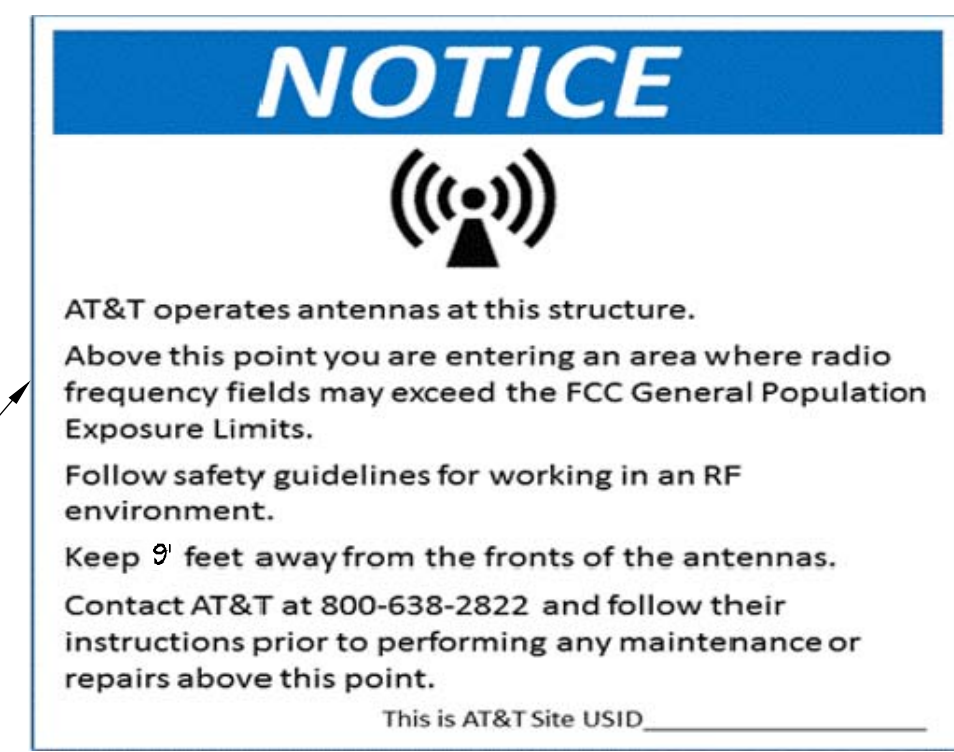 NOTICE
AT&T operates antennas at this structure.
Above this point you are entering an area where radio
frequency fields may exceed the FCC General Population
Exposure Limits.
Follow safety guidelines for working in an RF
environment.
Keep 9' feet away from the fronts of the antennas.
Contact AT&T at 800-638-2822 and follow their
instructions prior to performing any maintenance or
repairs above this point.
This is AT&T Site USID____________________